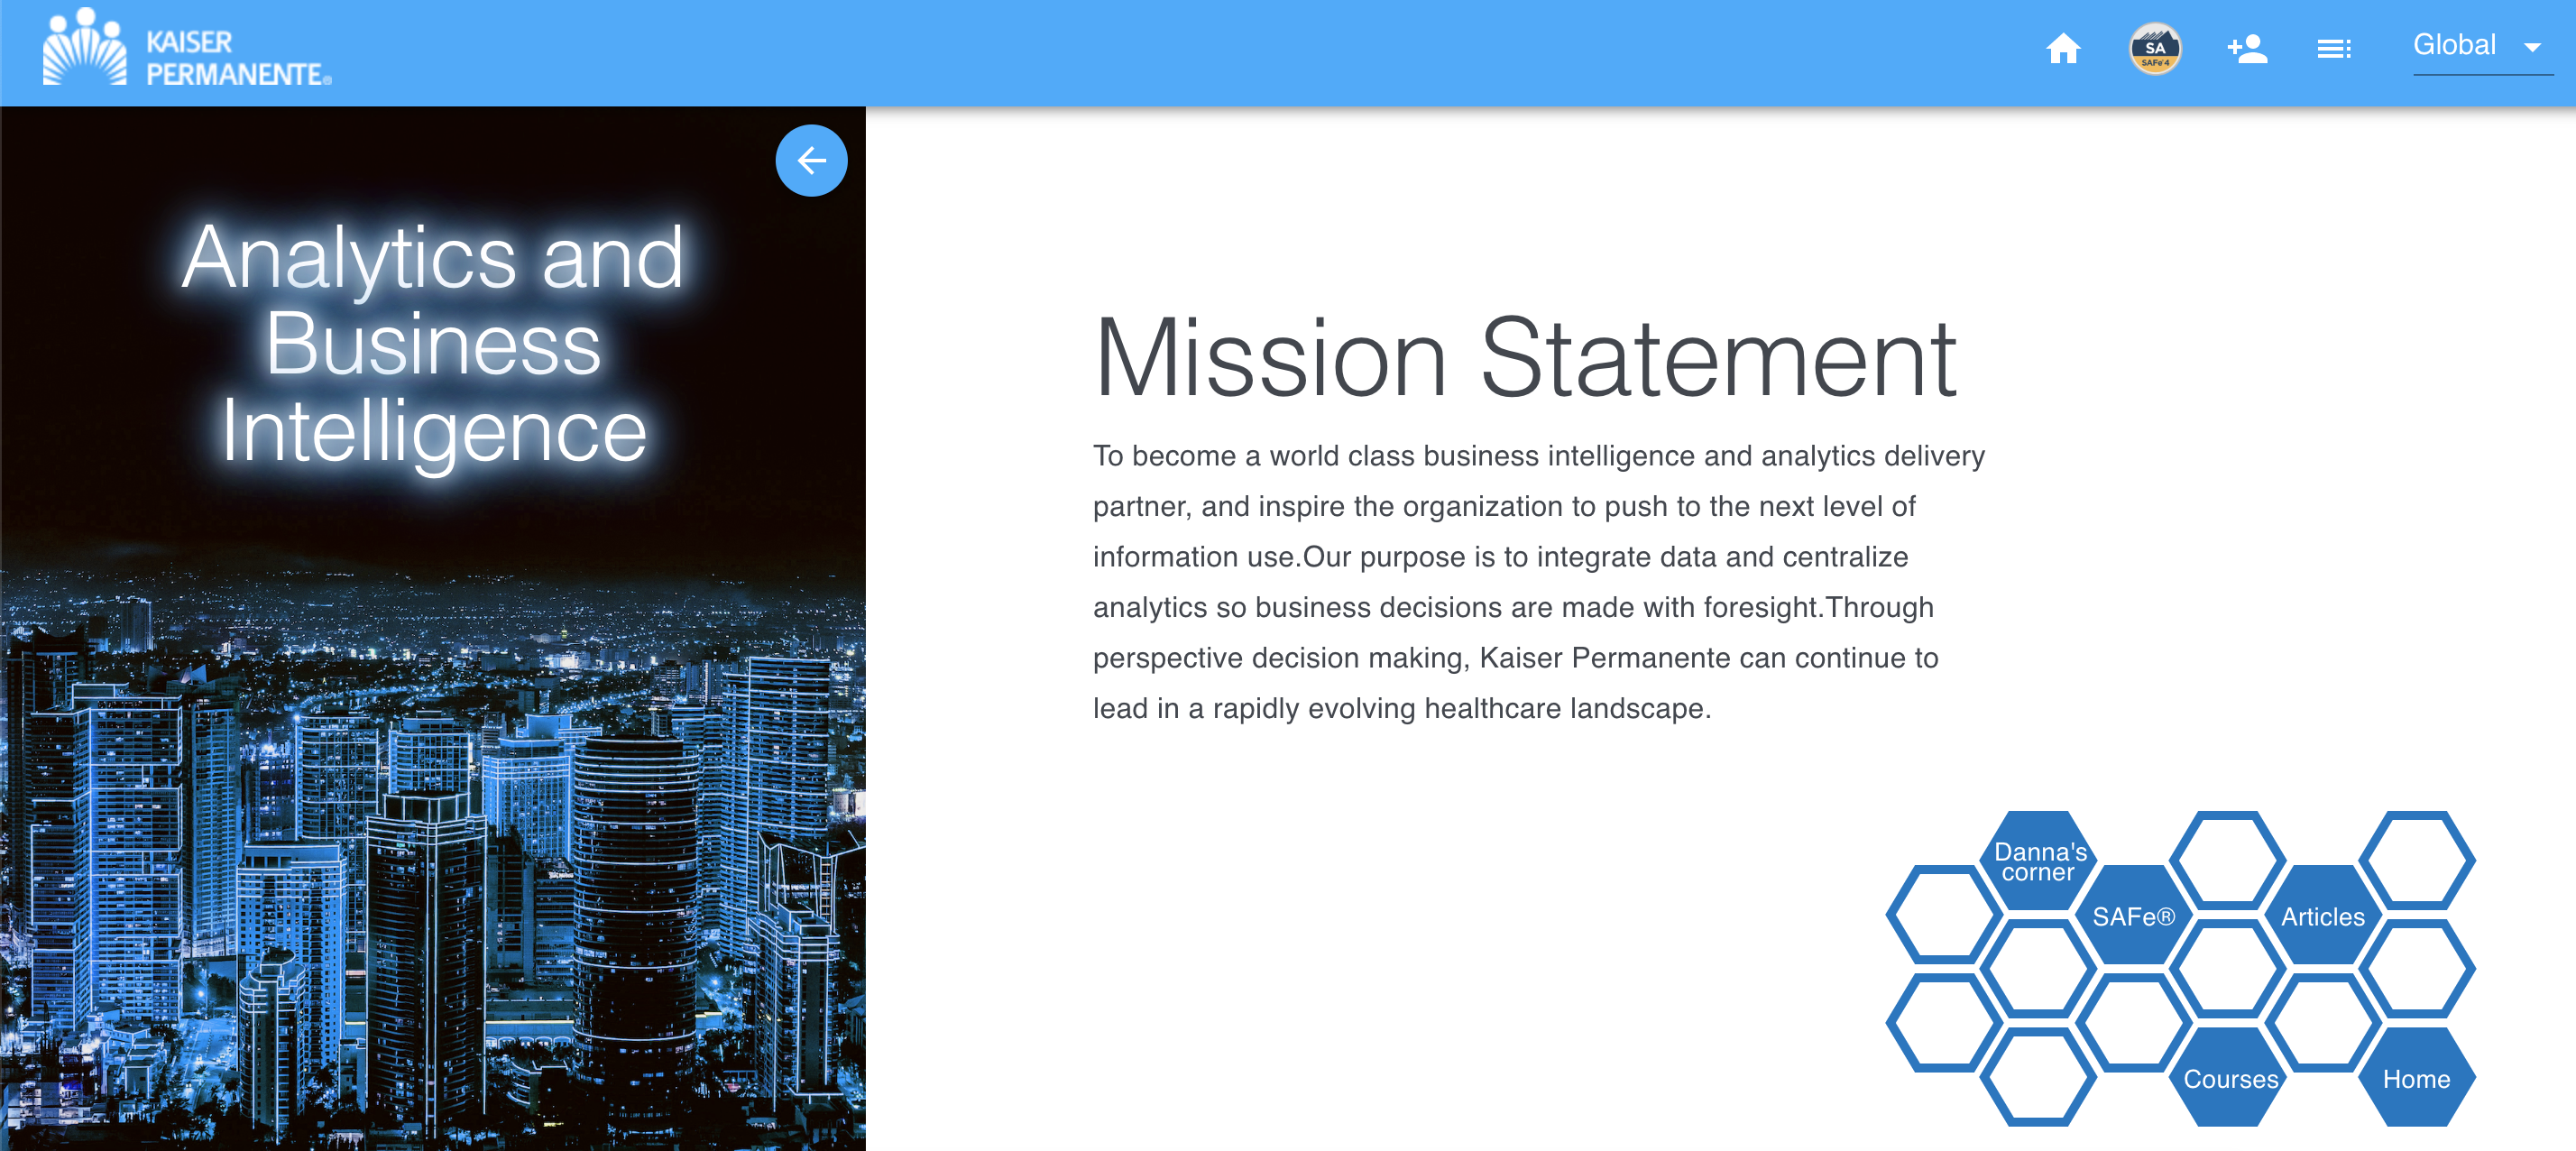 KAISER
PERMANENTE®
SA
SAFe® 4
Global
Analytics and
Business
Intelligence
Mission Statement
To become a world class business intelligence and analytics delivery
partner, and inspire the organization to push to the next level of
information use.Our purpose is to integrate data and centralize
analytics so business decisions are made with foresight.Through
perspective decision making, Kaiser Permanente can continue to
lead in a rapidly evolving healthcare landscape.
Danna's
corner
SAFe®
Articles
Courses
Home